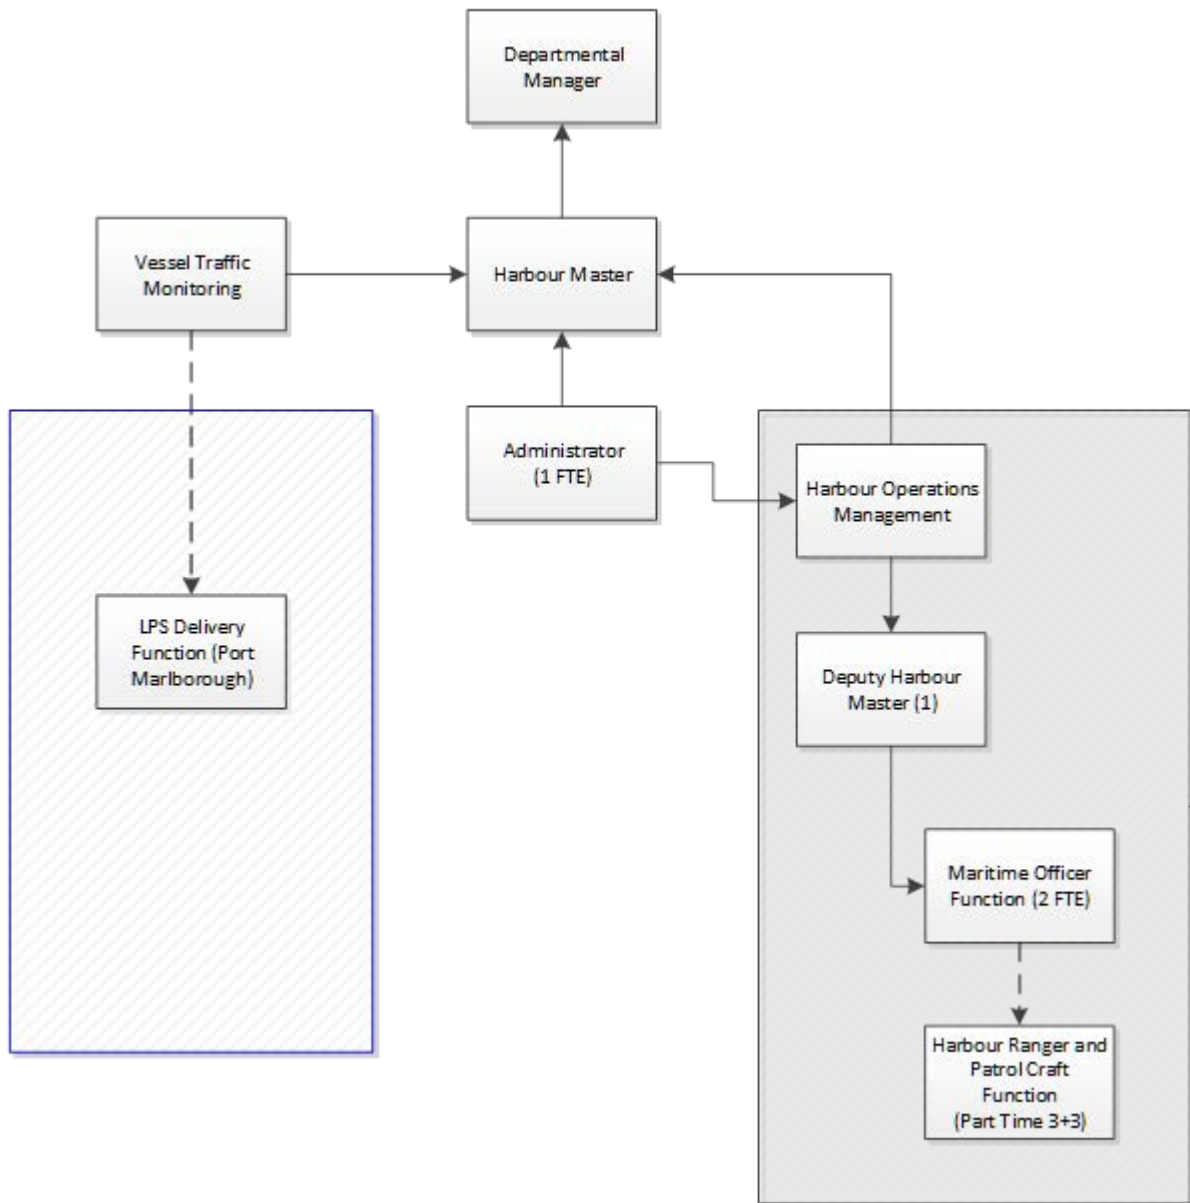 Departmental
Manager
Vessel Traffic
Monitoring
Harbour Master
Administrator
(1 FTE)
Harbour Operations
Management
LPS Delivery
Function (Port
Marlborough)
Deputy Harbour
Master (1)
Maritime Officer
Function (2 FTE)
Harbour Ranger and
Patrol Craft
Function
(Part Time 3+3)